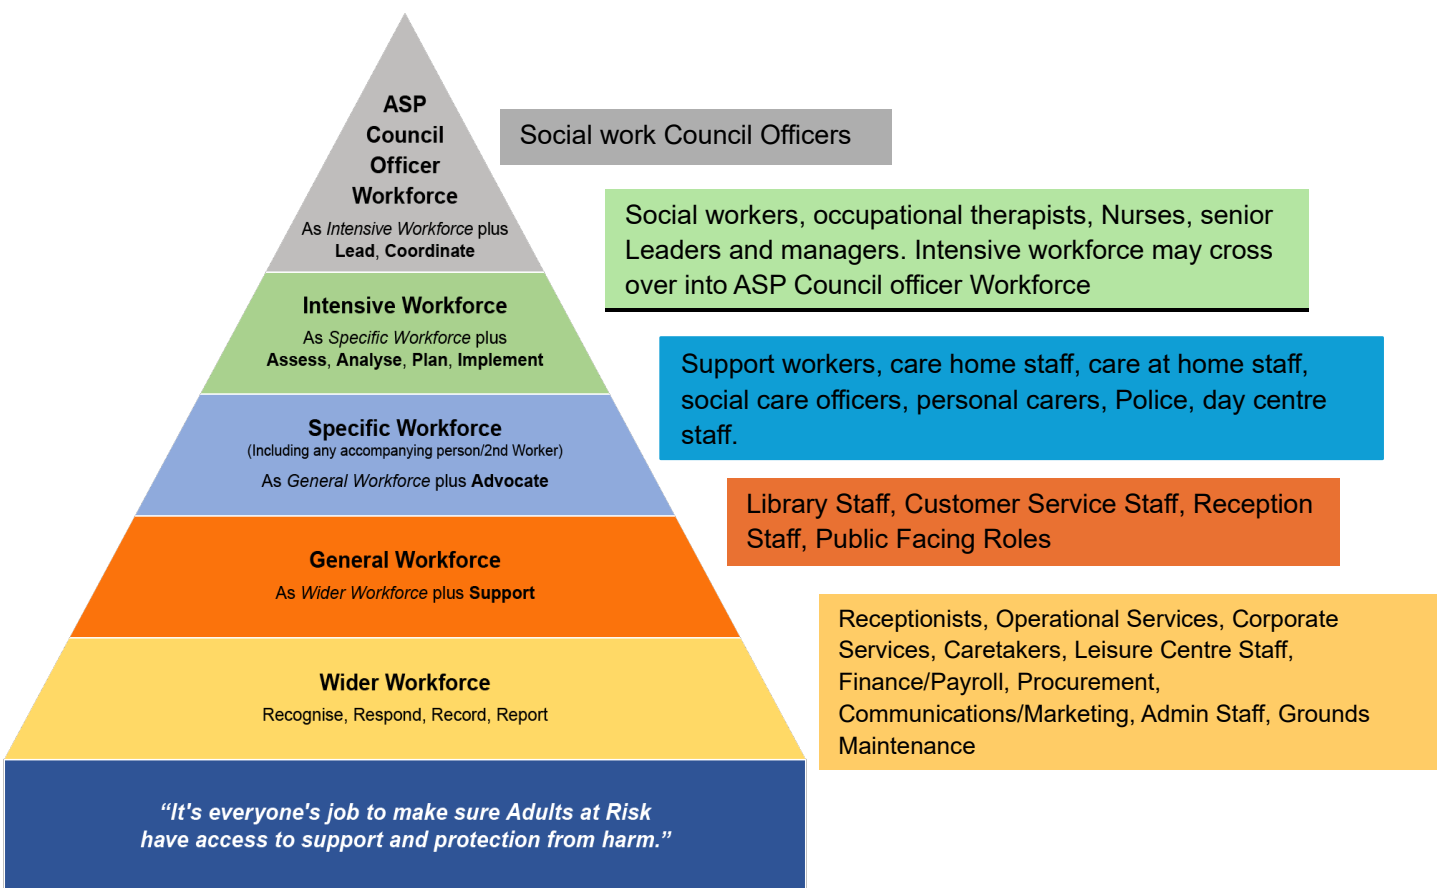 ASP
Council
Officer
Workforce
As Intensive Workforce plus
Lead, Coordinate
Social work Council Officers
Intensive Workforce
As Specific Workforce plus
Assess, Analyse, Plan, Implement
Social workers, occupational therapists, Nurses, senior
Leaders and managers. Intensive workforce may cross
over into ASP Council officer Workforce
Specific Workforce
(Including any accompanying person/2nd Worker)
As General Workforce plus Advocate
Support workers, care home staff, care at home staff,
social care officers, personal carers, Police, day centre
staff.
General Workforce
As Wider Workforce plus Support
Library Staff, Customer Service Staff, Reception
Staff, Public Facing Roles
Wider Workforce
Recognise, Respond, Record, Report
Receptionists, Operational Services, Corporate
Services, Caretakers, Leisure Centre Staff,
Finance/Payroll, Procurement,
Communications/Marketing, Admin Staff, Grounds
Maintenance
“It's everyone's job to make sure Adults at Risk
have access to support and protection from harm.”